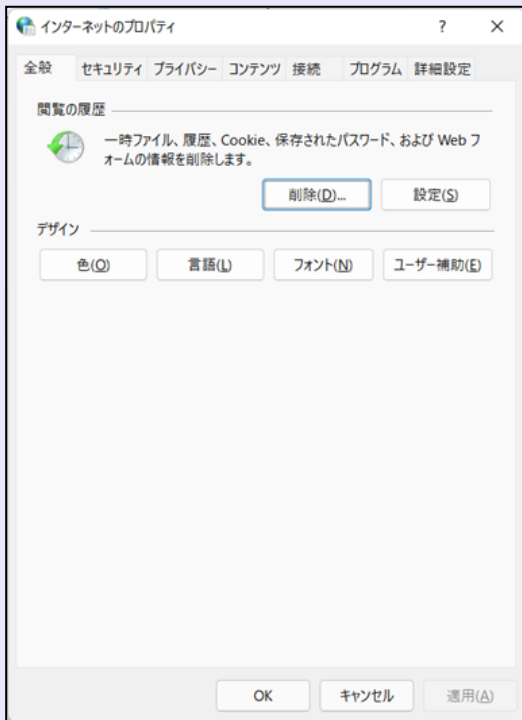 インターネットのプロパティ
? ×
全般 セキュリティ プライバシー コンテンツ 接続 プログラム 詳細設定
閲覧の履歴
一時ファイル、履歴、Cookie、保存されたパスワード、および Web フ
ォームの情報を削除します。
削除(D)... 設定(S)
デザイン
色(O) 言語(L) フォント(N) ユーザー補助(E)
OK キャンセル 適用(A)